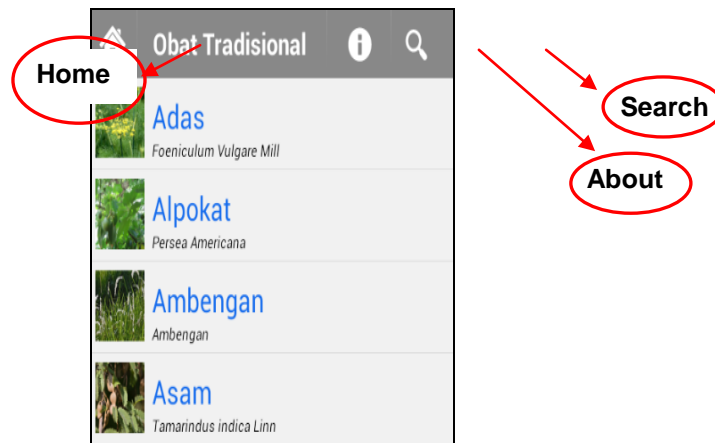 Obat Tradisional
Home
Adas
Foeniculum Vulgare Mill
Alpokat
Persea Americana
Ambengan
Ambengan
Asam
Tamarindus indica Linn
Search
About